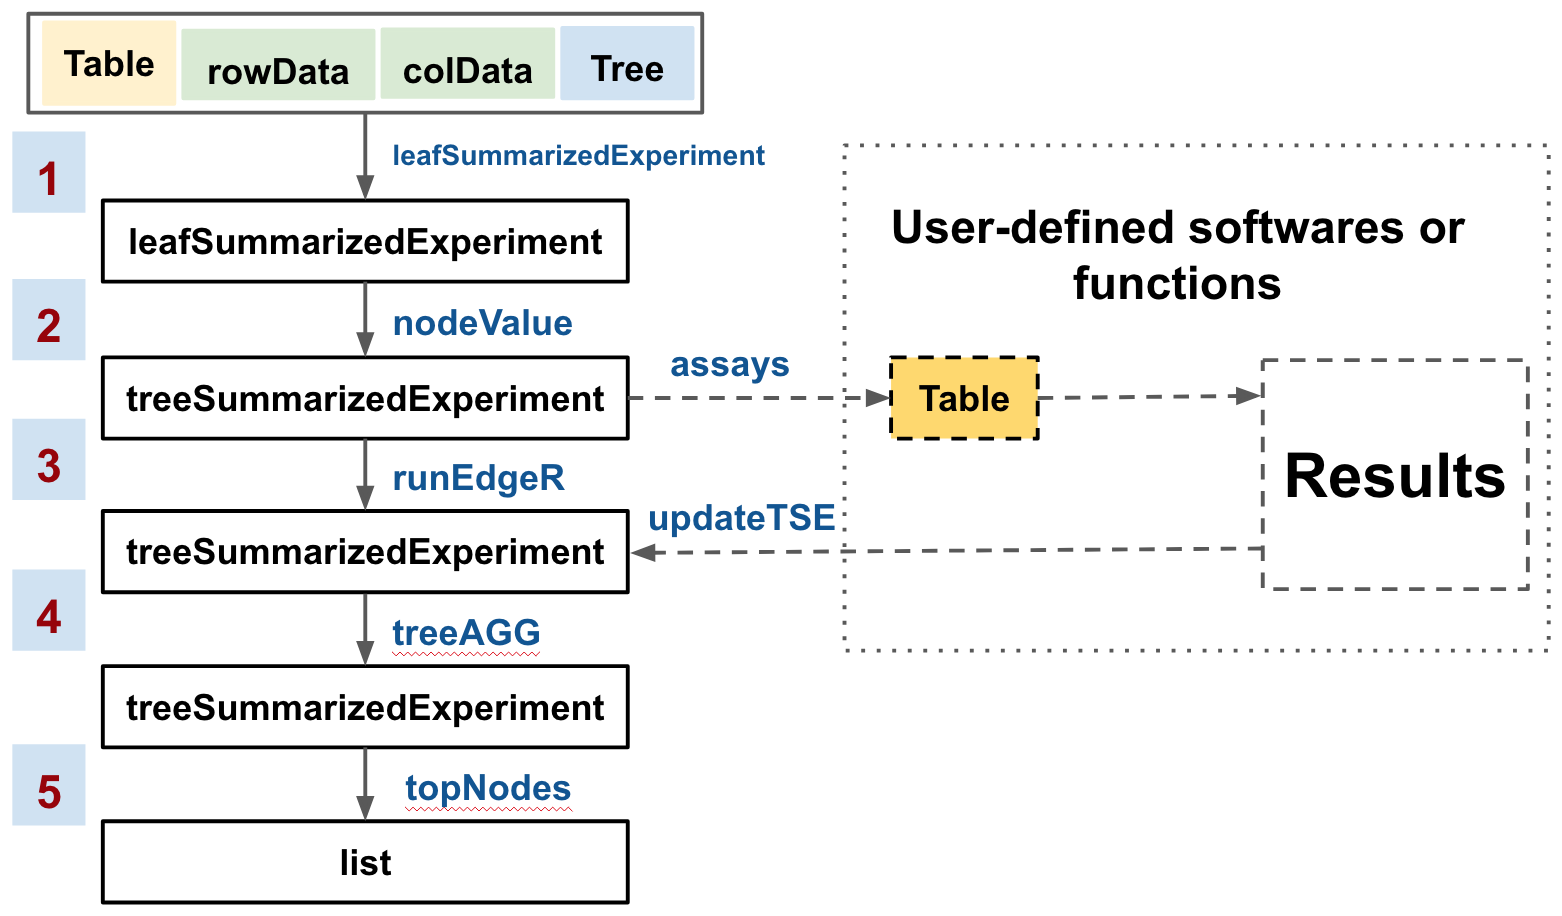 Table rowData colData Tree
1
leafSummarizedExperiment
leafSummarizedExperiment
2
nodeValue
treeSummarizedExperiment
3
runEdgeR
treeSummarizedExperiment
4
treeAGG
treeSummarizedExperiment
5
topNodes
list
assays
updateTSE
User-defined softwares or
functions
Table
Results